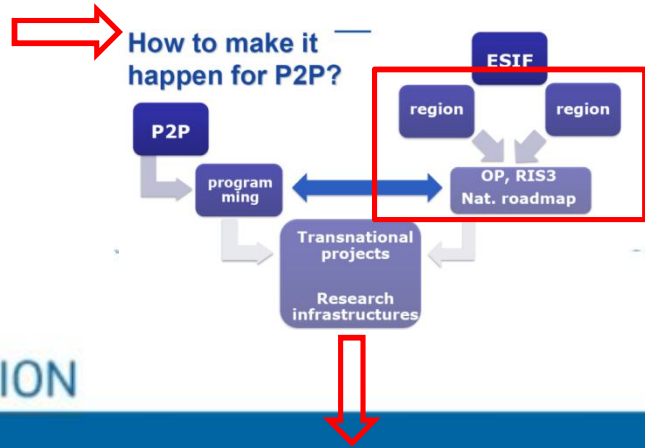 How to make it
happen for P2P?
ESIF
region
region
P2P
program
ming
OP, RIS3
Nat. roadmap
Transnational
projects
Research
infrastructures
ION